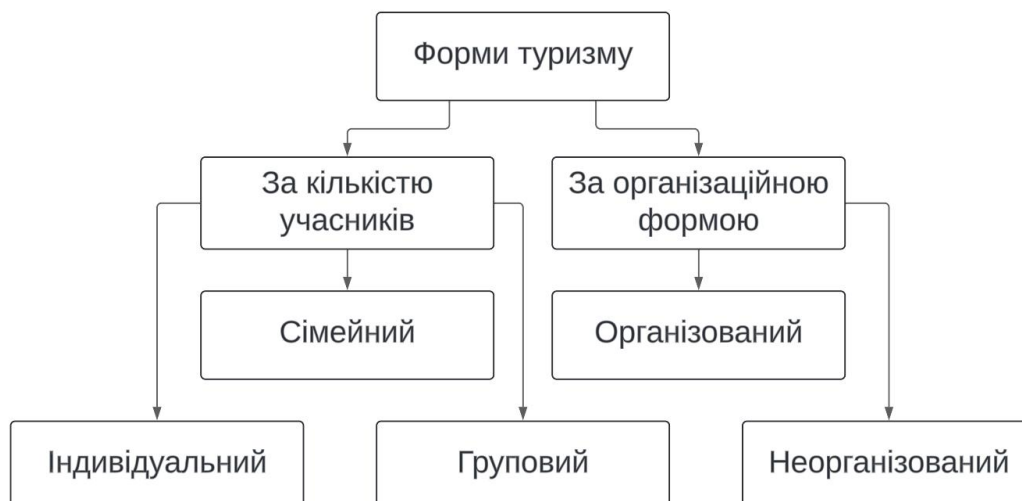 Форми туризму
За кількістю
учасників
За організаційною
формою
Сімейний
Організований
Індивідуальний
Груповий
Неорганізований